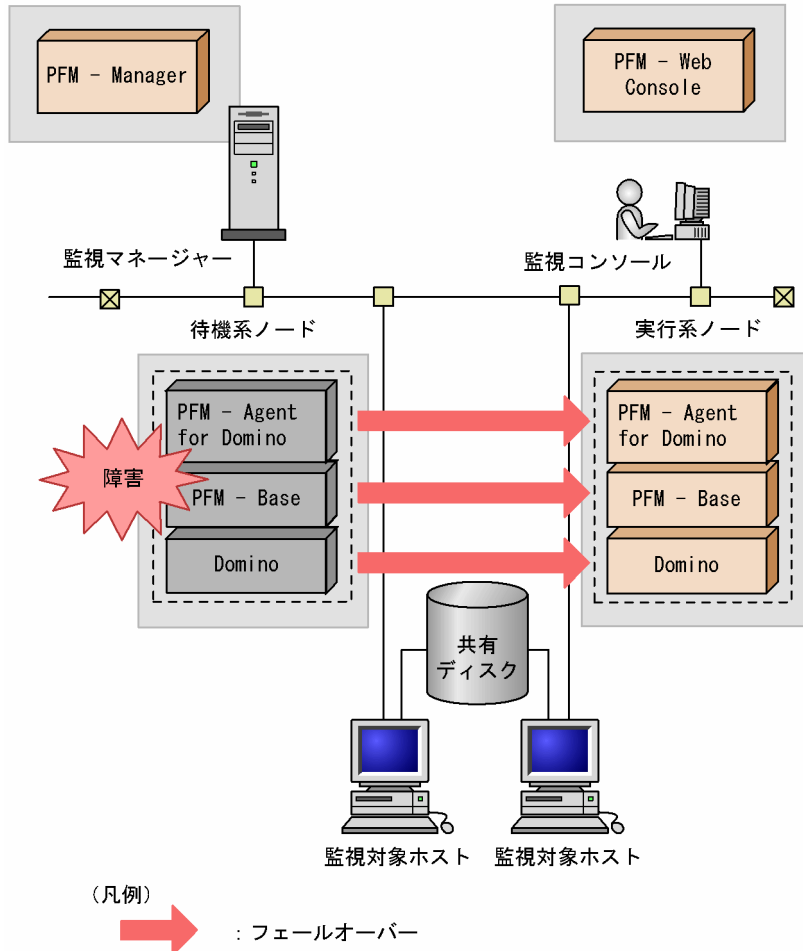 PFM - Manager
PFM - Web
Console
監視マネージャー
監視コンソール
待機系ノード
実行系ノード
PFM - Agent
for Domino
PFM - Base
Domino
障害
PFM - Agent
for Domino
PFM - Base
Domino
共有
ディスク
監視対象ホスト
監視対象ホスト
(凡例)
:フェールオーバー